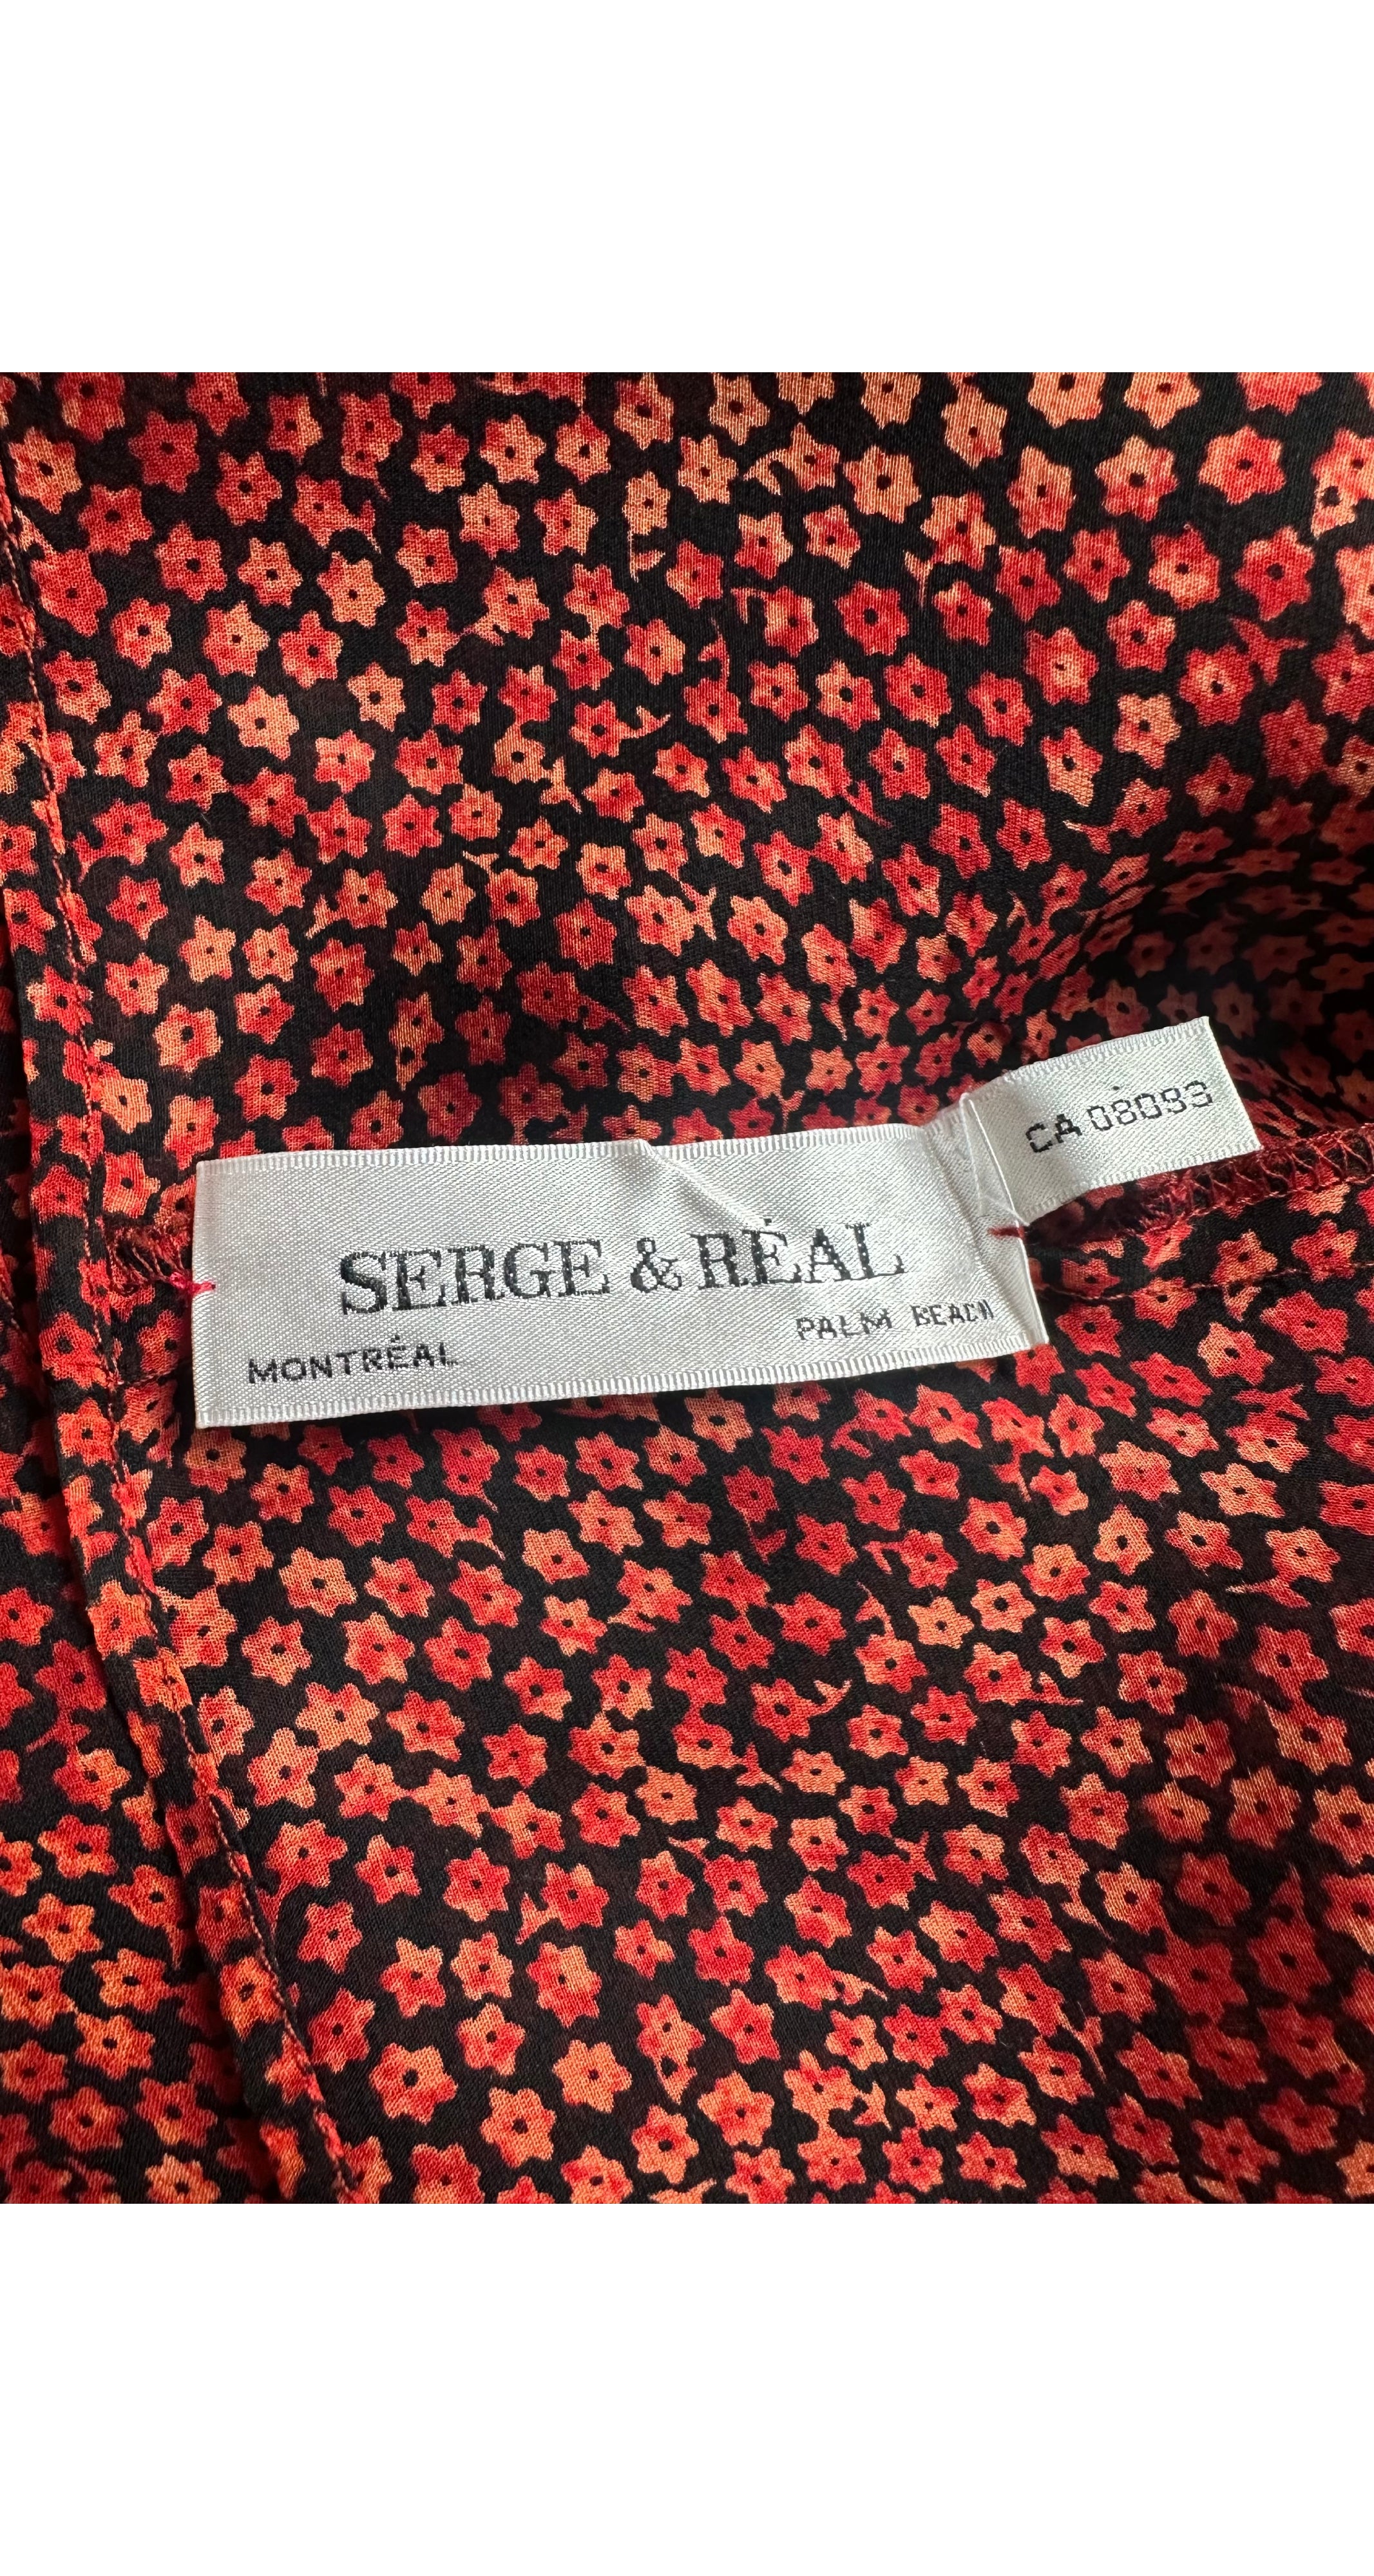 CA 08093
SERGE & RÉAL
PALM BEACH
MONTRÉAL